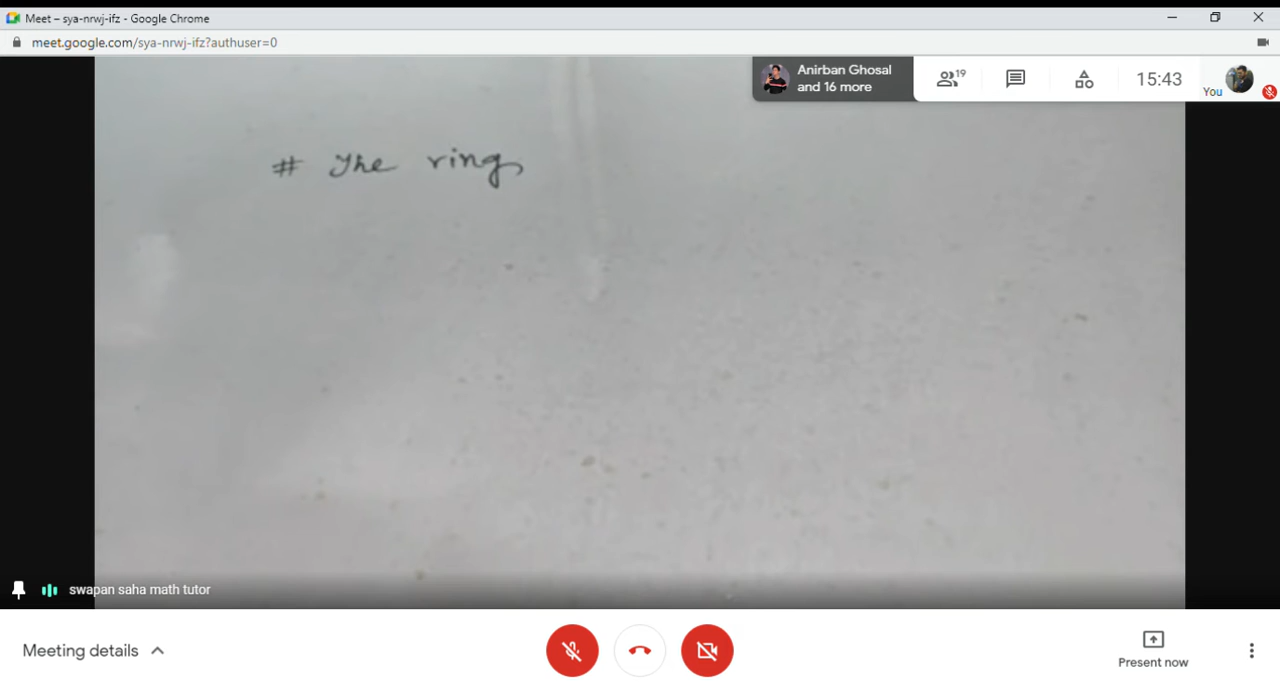 Meet – sya-nrwj-ifz - Google Chrome
meet.google.com/sya-nrwj-ifz?authuser=0
Anirban Ghosal
and 16 more
19
15:43
You
# The ring
swapan saha math tutor
Meeting details
Present now